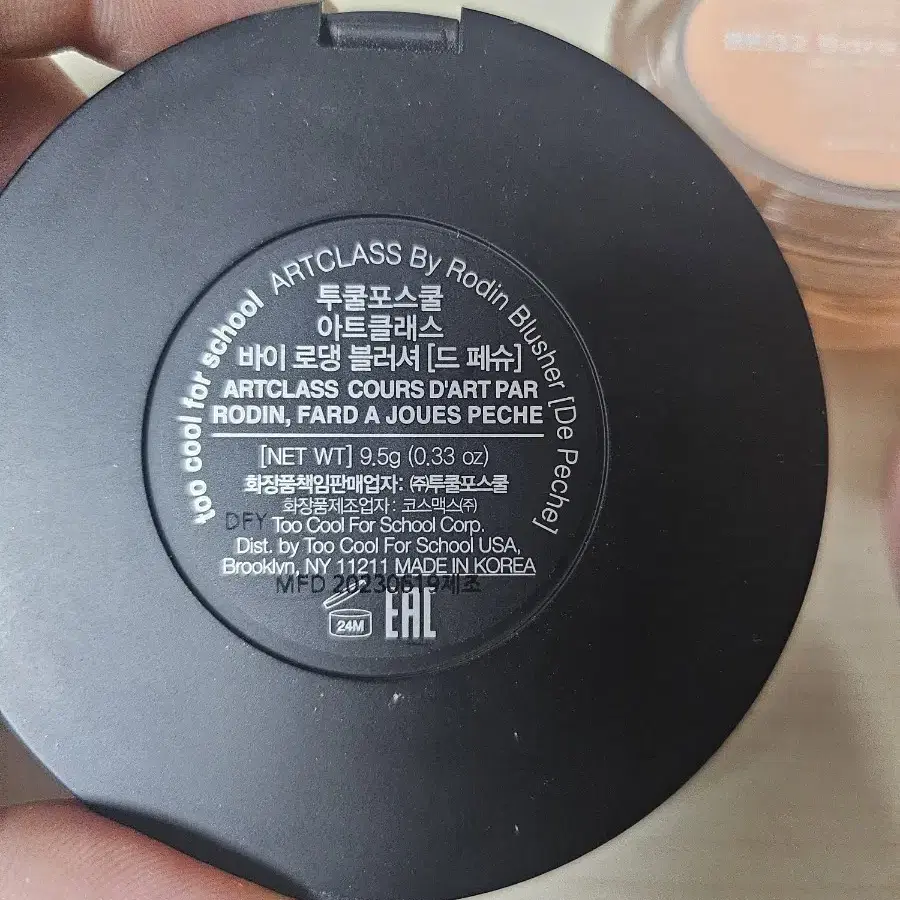 too cool for school ARTCLASS By Rodin Blusher [De Peche]
투쿨포스쿨
아트클래스
바이 로댕 블러셔 [드 페슈]
ARTCLASS COURS D'ART PAR
RODIN, FARD A JOUES PECHE
[NET WT] 9.5g (0.33 oz)
화장품책임판매업자: ㈜투쿨포스쿨
화장품제조업자: 코스맥스㈜
DFY Too Cool For School Corp.
Dist. by Too Cool For School USA,
Brooklyn, NY 11211 MADE IN KOREA
MFD 20230619제조
24M EAC